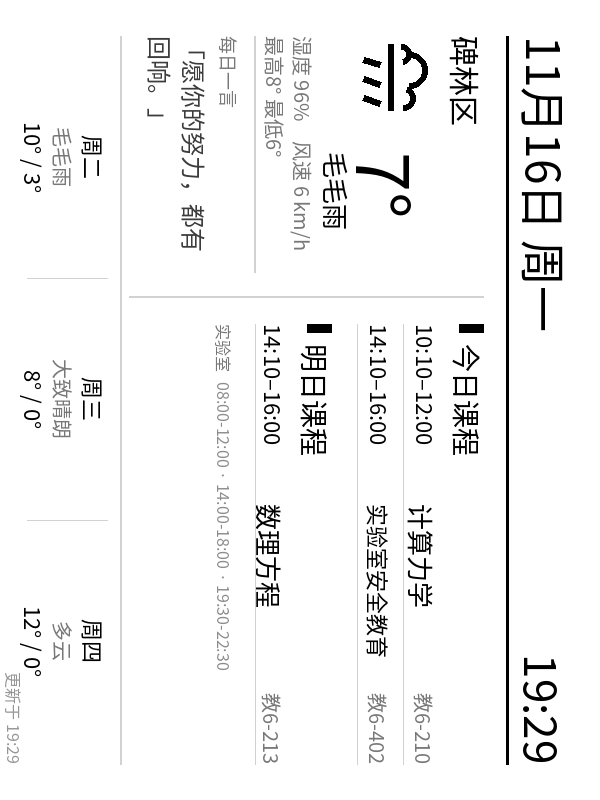 11月16日 周一
19:29
碑林区
7°
毛毛雨
湿度 96% 风速 6 km/h
最高8° 最低6°
每日一言
「愿你的努力，都有
回响。」
今日课程
10:10–12:00 计算力学 教6-210
14:10–16:00 实验室安全教育 教6-402
明日课程
14:10–16:00 数理方程 教6-213
实验室 08:00-12:00 · 14:00-18:00 · 19:30-22:30
周二
毛毛雨
10° / 3°
周三
大致晴朗
8° / 0°
周四
多云
12° / 0°
更新于 19:29